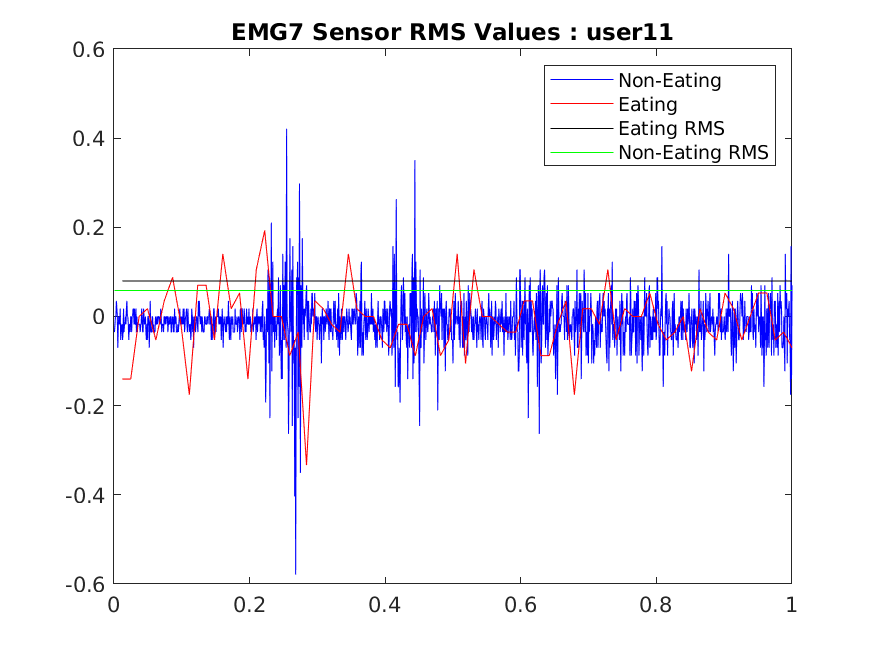 EMG7 Sensor RMS Values : user11
Non-Eating
Eating
Eating RMS
Non-Eating RMS
0.6
0.4
0.2
0
-0.2
-0.4
-0.6
0
0.2
0.4
0.6
0.8
1